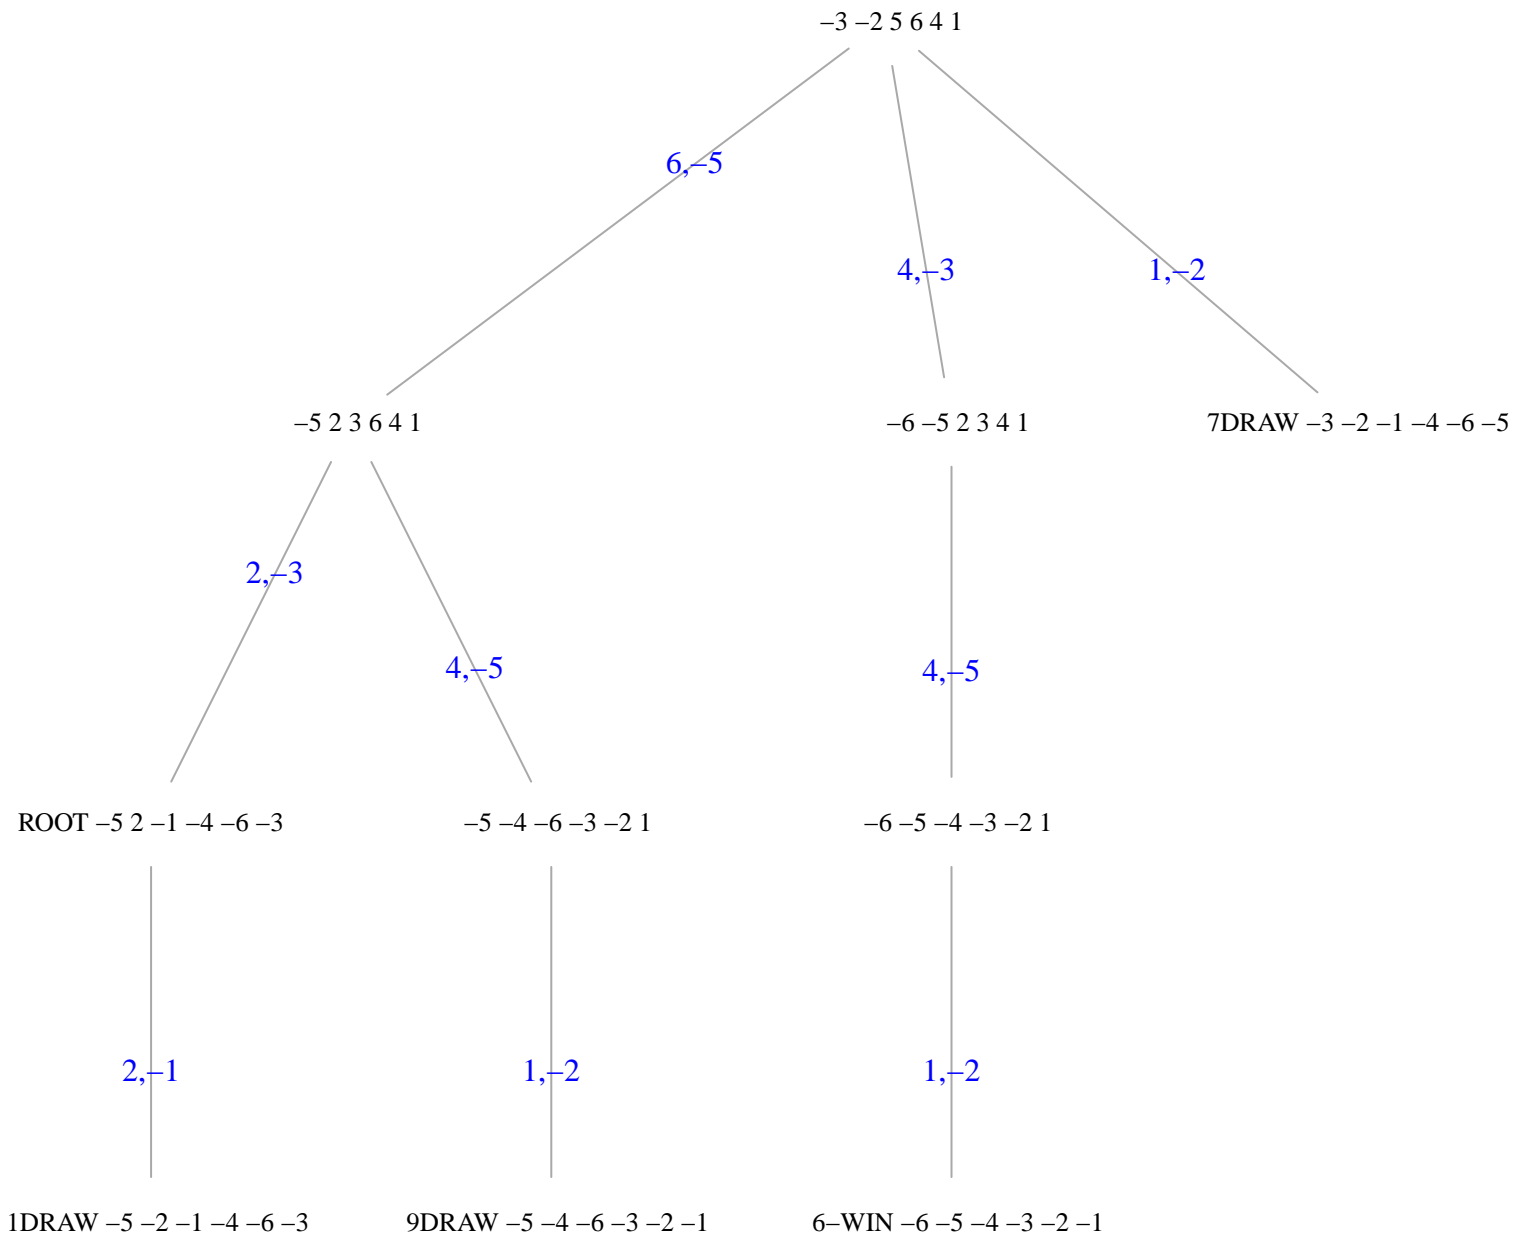 –3 –2 5 6 4 1
6,–5
4,–3
1,–2
–5 2 3 6 4 1
–6 –5 2 3 4 1
7DRAW –3 –2 –1 –4 –6 –5
2,–3
4,–5
4,–5
ROOT –5 2 –1 –4 –6 –3
–5 –4 –6 –3 –2 1
–6 –5 –4 –3 –2 1
2,–1
1,–2
1,–2
1DRAW –5 –2 –1 –4 –6 –3
9DRAW –5 –4 –6 –3 –2 –1
6–WIN –6 –5 –4 –3 –2 –1